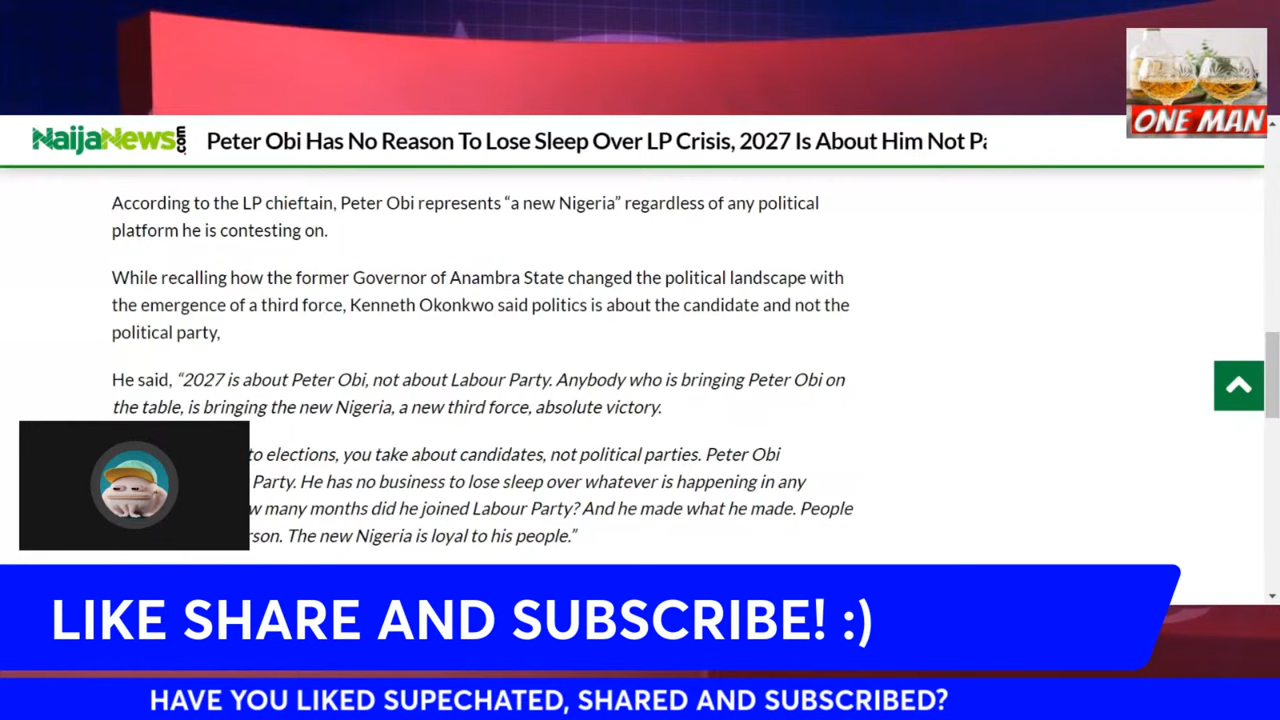 ONE MAN
NaijaNews.com
Peter Obi Has No Reason To Lose Sleep Over LP Crisis, 2027 Is About Him Not
According to the LP chieftain, Peter Obi represents “a new Nigeria” regardless of any political
platform he is contesting on.
While recalling how the former Governor of Anambra State changed the political landscape with
the emergence of a third force, Kenneth Okonkwo said politics is about the candidate and not the
political party,
He said, “2027 is about Peter Obi, not about Labour Party. Anybody who is bringing Peter Obi on
the table, is bringing the new Nigeria, a new third force, absolute victory.
to elections, you take about candidates, not political parties. Peter Obi
Party. He has no business to lose sleep over whatever is happening in any
many months did he joined Labour Party? And he made what he made. People
The new Nigeria is loyal to his people.”
LIKE SHARE AND SUBSCRIBE! :)
HAVE YOU LIKED SUPECHATED, SHARED AND SUBSCRIBED?